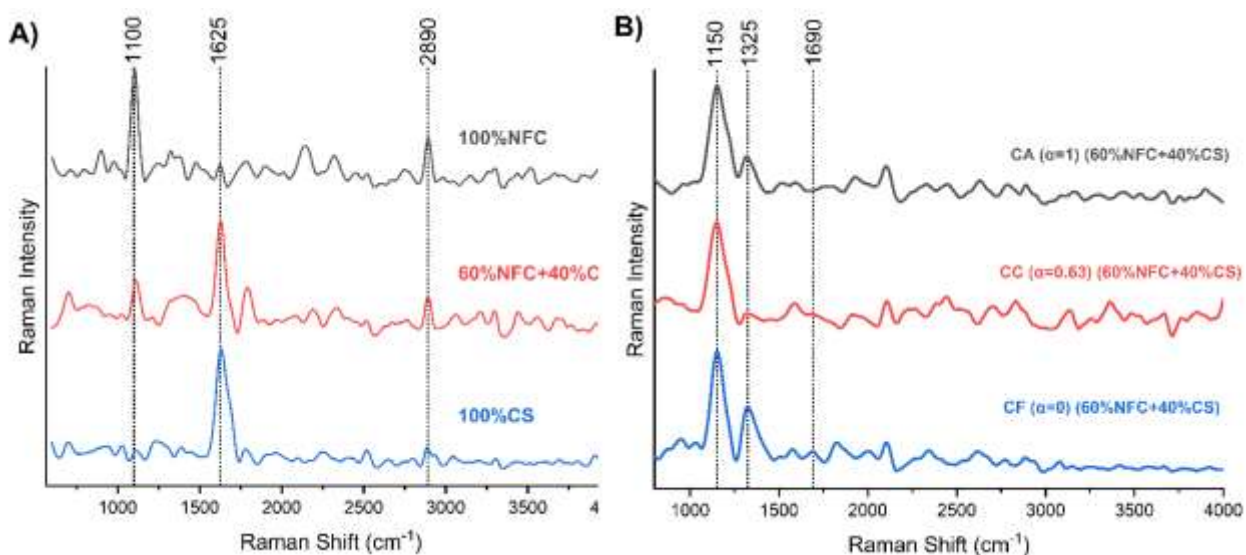 A)
1100
1625
2890
100%NFC
60%NFC+40%C
100%CS
Raman Intensity
1000 1500 2000 2500 3000 3500 4
Raman Shift (cm⁻¹)
B)
1150
1325
1690
CA (α=1) (60%NFC+40%CS)
CC (α=0.63) (60%NFC+40%CS)
CF (α=0) (60%NFC+40%CS)
Raman Intensity
1000 1500 2000 2500 3000 3500 4000
Raman Shift (cm⁻¹)